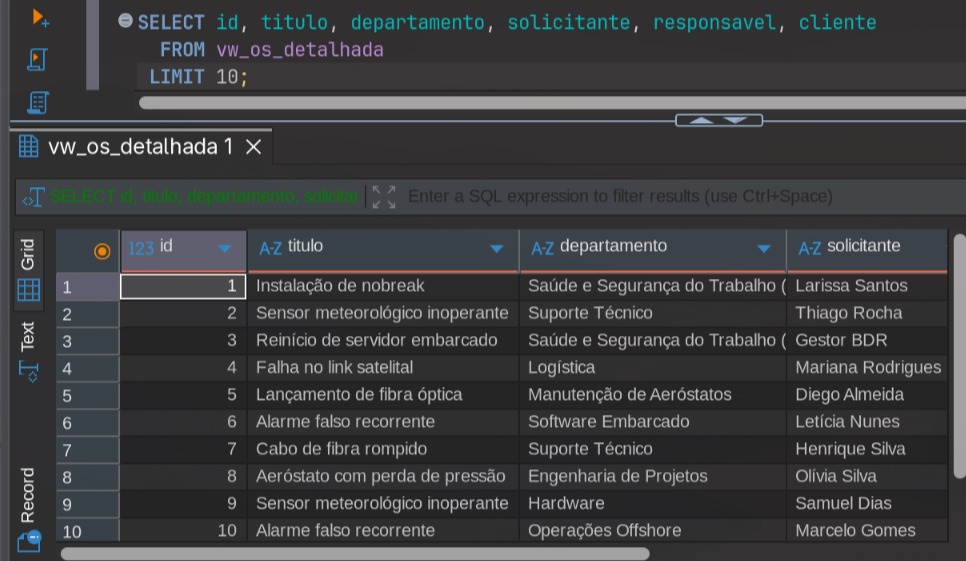 SELECT id, titulo, departamento, solicitante, responsavel, cliente
FROM vw_os_detalhada
LIMIT 10;
vw_os_detalhada 1
SELECT id, titulo, departamento, solicitar
Enter a SQL expression to filter results (use Ctrl+Space)
Grid
Text
Record
123 id A-Z titulo A-Z departamento A-Z solicitante
1 1 Instalação de nobreak Saúde e Segurança do Trabalho ( Larissa Santos
2 2 Sensor meteorológico inoperante Suporte Técnico Thiago Rocha
3 3 Reinício de servidor embarcado Saúde e Segurança do Trabalho ( Gestor BDR
4 4 Falha no link satelital Logística Mariana Rodrigues
5 5 Lançamento de fibra óptica Manutenção de Aeróstatos Diego Almeida
6 6 Alarme falso recorrente Software Embarcado Letícia Nunes
7 7 Cabo de fibra rompido Suporte Técnico Henrique Silva
8 8 Aeróstato com perda de pressão Engenharia de Projetos Olívia Silva
9 9 Sensor meteorológico inoperante Hardware Samuel Dias
10 10 Alarme falso recorrente Operações Offshore Marcelo Gomes